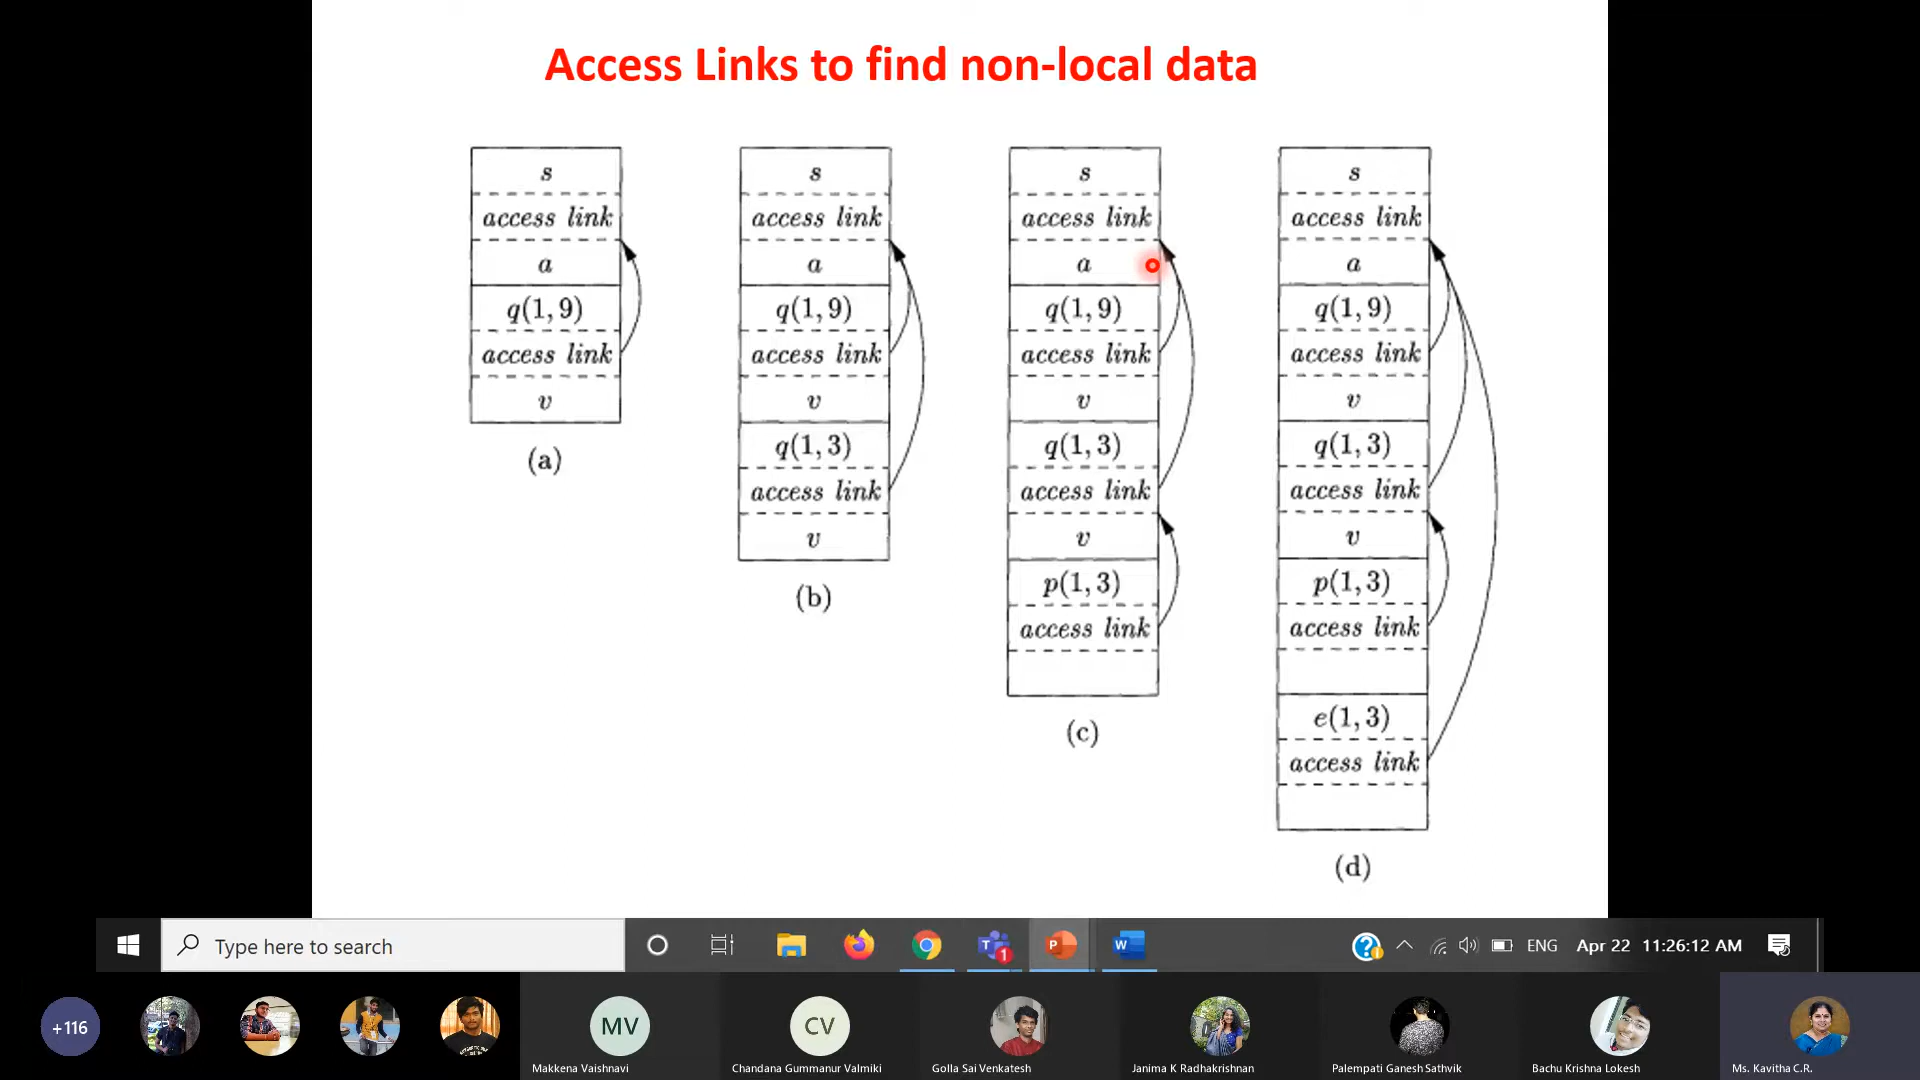 Access Links to find non-local data
s
access link
a
q(1, 9)
access link
v
(a)
s
access link
a
q(1, 9)
access link
v
q(1, 3)
access link
v
(b)
s
access link
a
q(1, 9)
access link
v
q(1, 3)
access link
v
p(1, 3)
access link
(c)
s
access link
a
q(1, 9)
access link
v
q(1, 3)
access link
v
p(1, 3)
access link
e(1, 3)
access link
(d)
Type here to search
T
1
P
W
?
ENG
Apr 22 11:26:12 AM
+116
MV
Makkena Vaishnavi
CV
Chandana Gummanur Valmiki
Golla Sai Venkatesh
Janima K Radhakrishnan
Palempati Ganesh Sathvik
Bachu Krishna Lokesh
Ms. Kavitha C.R.